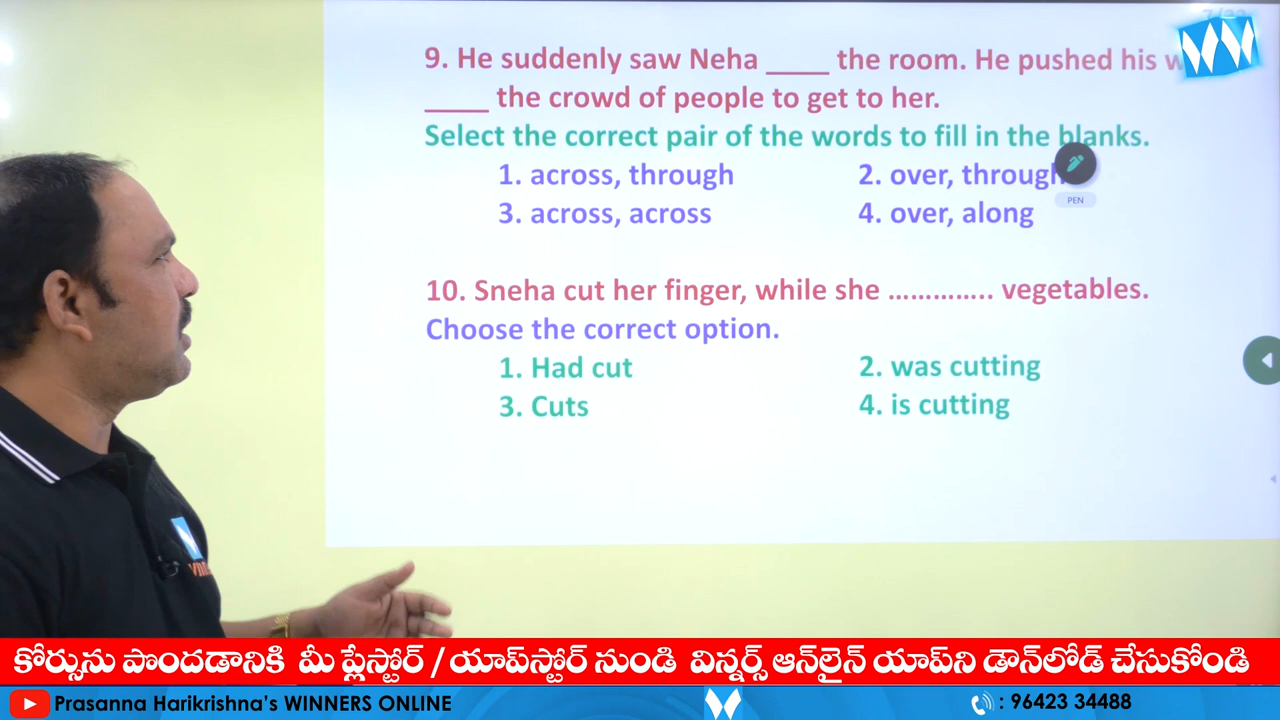 9. He suddenly saw Neha ____ the room. He pushed his
____ the crowd of people to get to her.
Select the correct pair of the words to fill in the blanks.
1. across, through 2. over, through
PEN
3. across, across 4. over, along
10. Sneha cut her finger, while she ………….. vegetables.
Choose the correct option.
1. Had cut 2. was cutting
3. Cuts 4. is cutting
కోర్సును పొందడానికి మీ ప్లేస్టోర్ / యాప్‌స్టోర్ నుండి విన్నర్స్ ఆన్‌లైన్ యాప్‌ని డౌన్‌లోడ్ చేసుకోండి
Prasanna Harikrishna's WINNERS ONLINE : 96423 34488